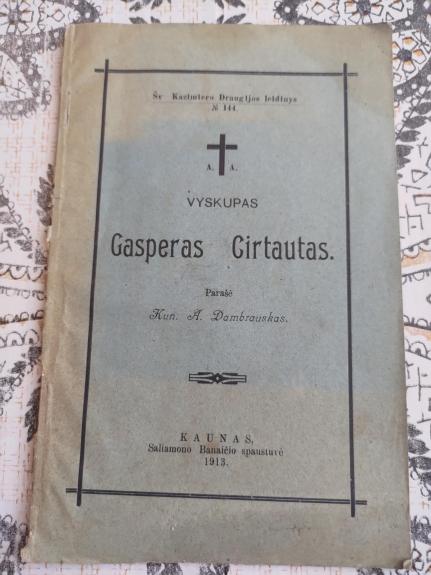 Šv Kazimiero Draugijos leidinys
№ 144.
A. A.
VYSKUPAS
Gasperas Cirtautas.
Parašė
Kun. A. Dambrauskas.
KAUNAS,
Saliamono Banaičio spaustuvė
1913.